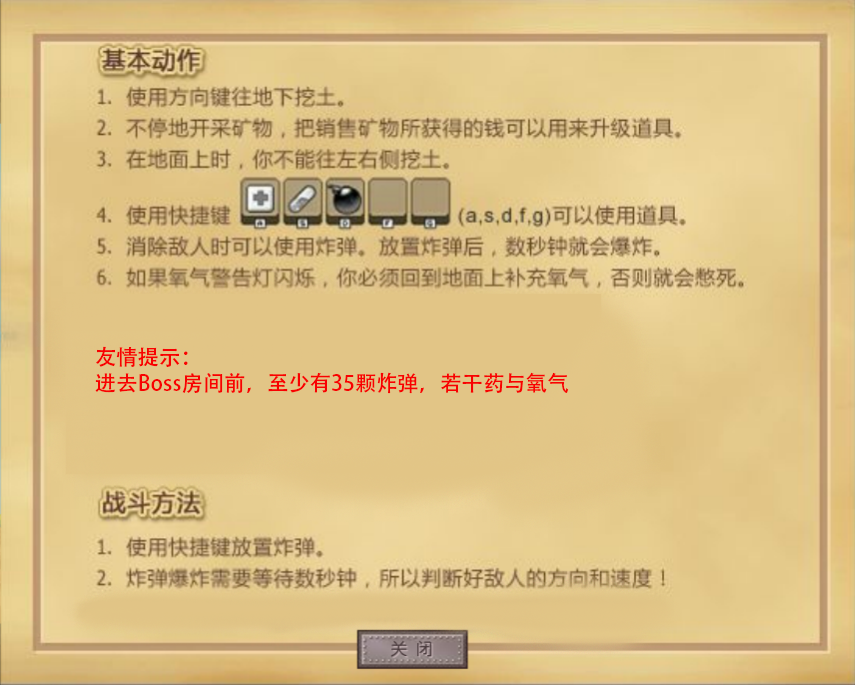 基本动作
1. 使用方向键往地下挖土。
2. 不停地开采矿物，把销售矿物所获得的钱可以用来升级道具。
3. 在地面上时，你不能往左右侧挖土。
4. 使用快捷键 A S D F G (a,s,d,f,g)可以使用道具。
5. 消除敌人时可以使用炸弹。放置炸弹后，数秒钟就会爆炸。
6. 如果氧气警告灯闪烁，你必须回到地面上补充氧气，否则就会憋死。
友情提示：
进去Boss房间前，至少有35颗炸弹，若干药与氧气
战斗方法
1. 使用快捷键放置炸弹。
2. 炸弹爆炸需要等待数秒钟，所以判断好敌人的方向和速度！
关闭